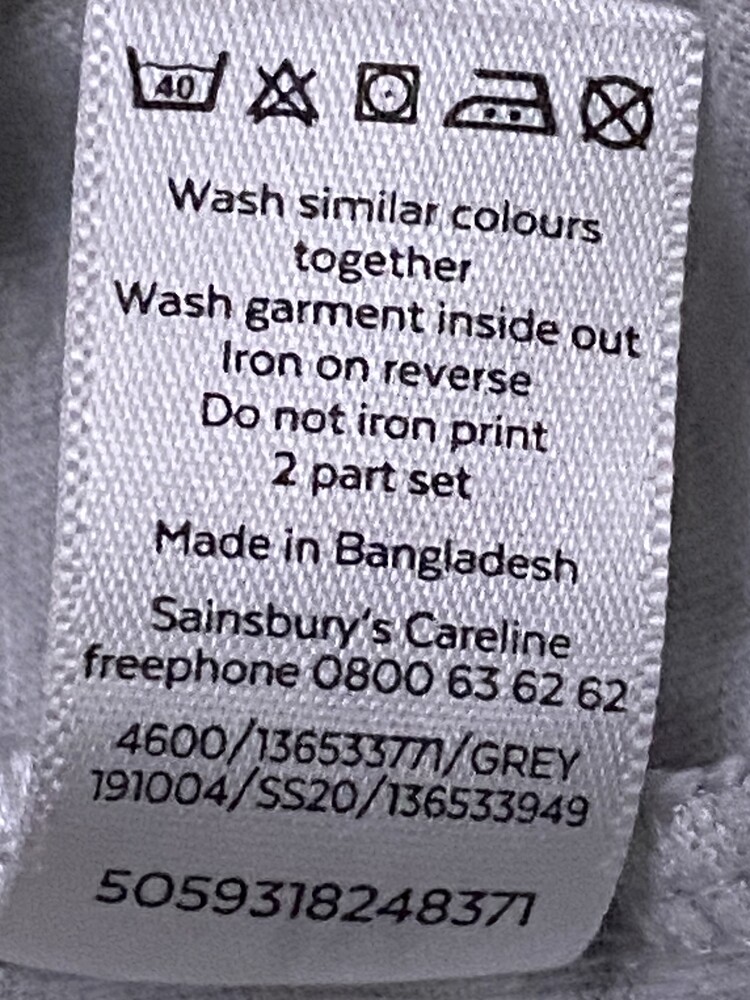 40
Wash similar colours
together
Wash garment inside out
Iron on reverse
Do not iron print
2 part set
Made in Bangladesh
Sainsbury's Careline
freephone 0800 63 62 62
4600/136533771/GREY
191004/SS20/136533949
5059318248371